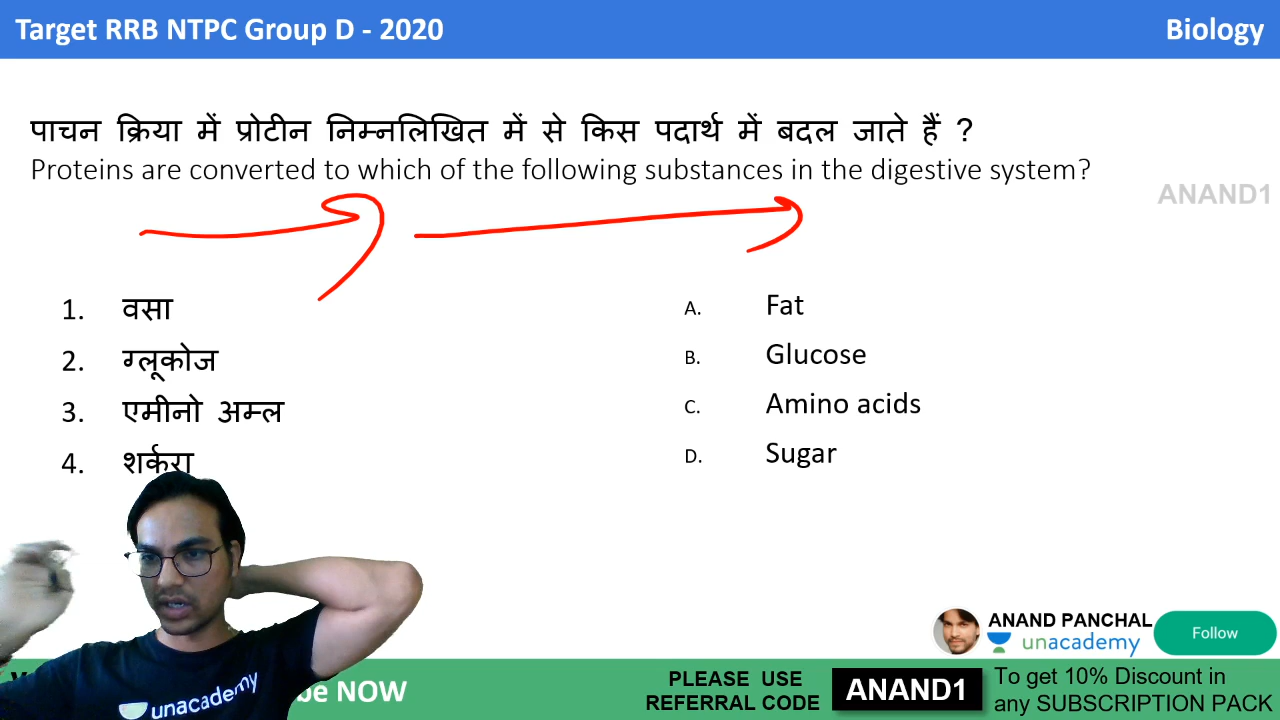 Target RRB NTPC Group D - 2020
Biology
पाचन क्रिया में प्रोटीन निम्नलिखित में से किस पदार्थ में बदल जाते हैं ?
Proteins are converted to which of the following substances in the digestive system?
ANAND1
1. वसा
2. ग्लूकोज
3. एमीनो अम्ल
4. शर्करा
A. Fat
B. Glucose
C. Amino acids
D. Sugar
ANAND PANCHAL
unacademy
Follow
unacademy
NOW
PLEASE USE
REFERRAL CODE
ANAND1
To get 10% Discount in
any SUBSCRIPTION PACK